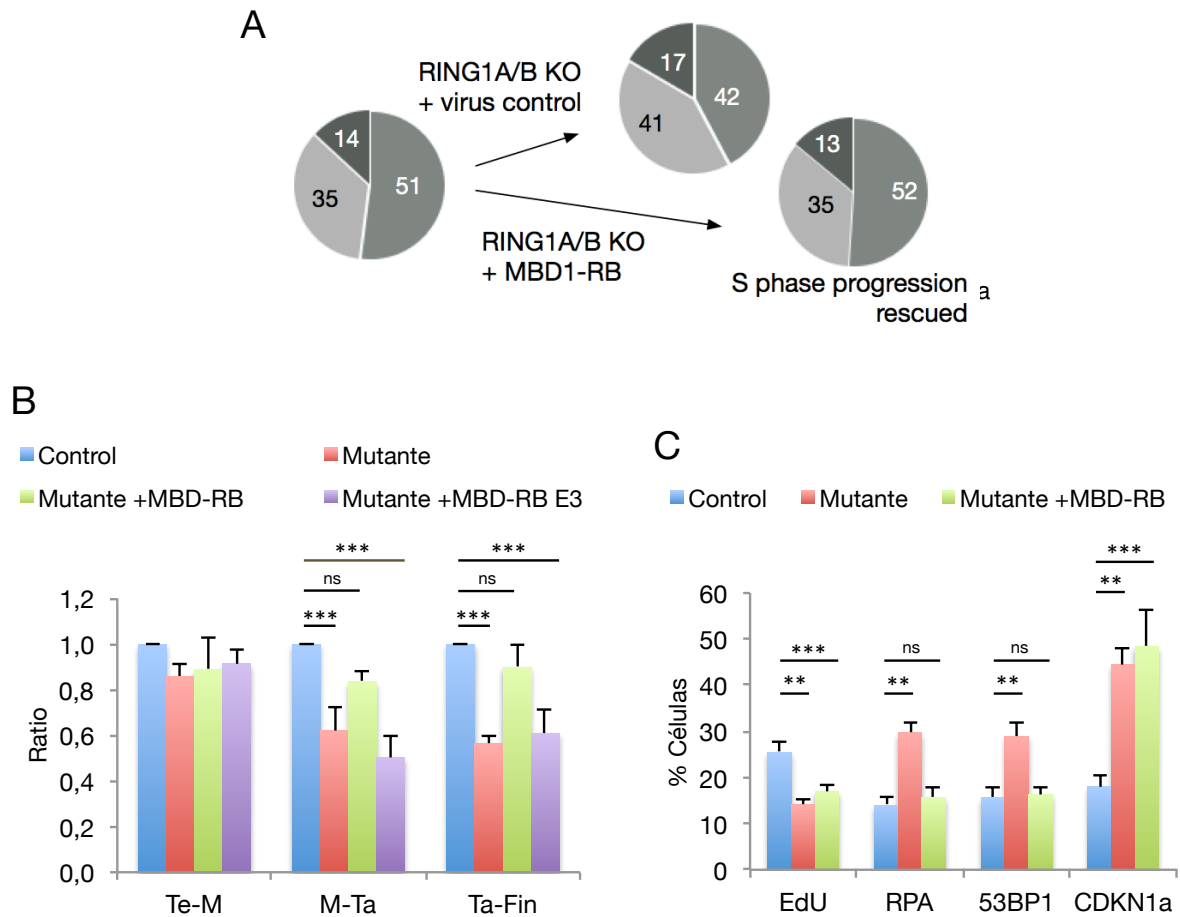 A
RING1A/B KO
+ virus control
17
42
41
14
51
35
13
52
35
RING1A/B KO
+ MBD1-RB
S phase progression
rescued
a
B
Control
Mutante
Mutante +MBD-RB
Mutante +MBD-RB E3
***
ns
***
***
ns
***
Ratio
1,2
1,0
0,8
0,6
0,4
0,2
0,0
Te-M
M-Ta
Ta-Fin
C
Control
Mutante
Mutante +MBD-RB
***
**
ns
**
ns
**
***
**
% Células
60
50
40
30
20
10
0
EdU
RPA
53BP1
CDKN1a